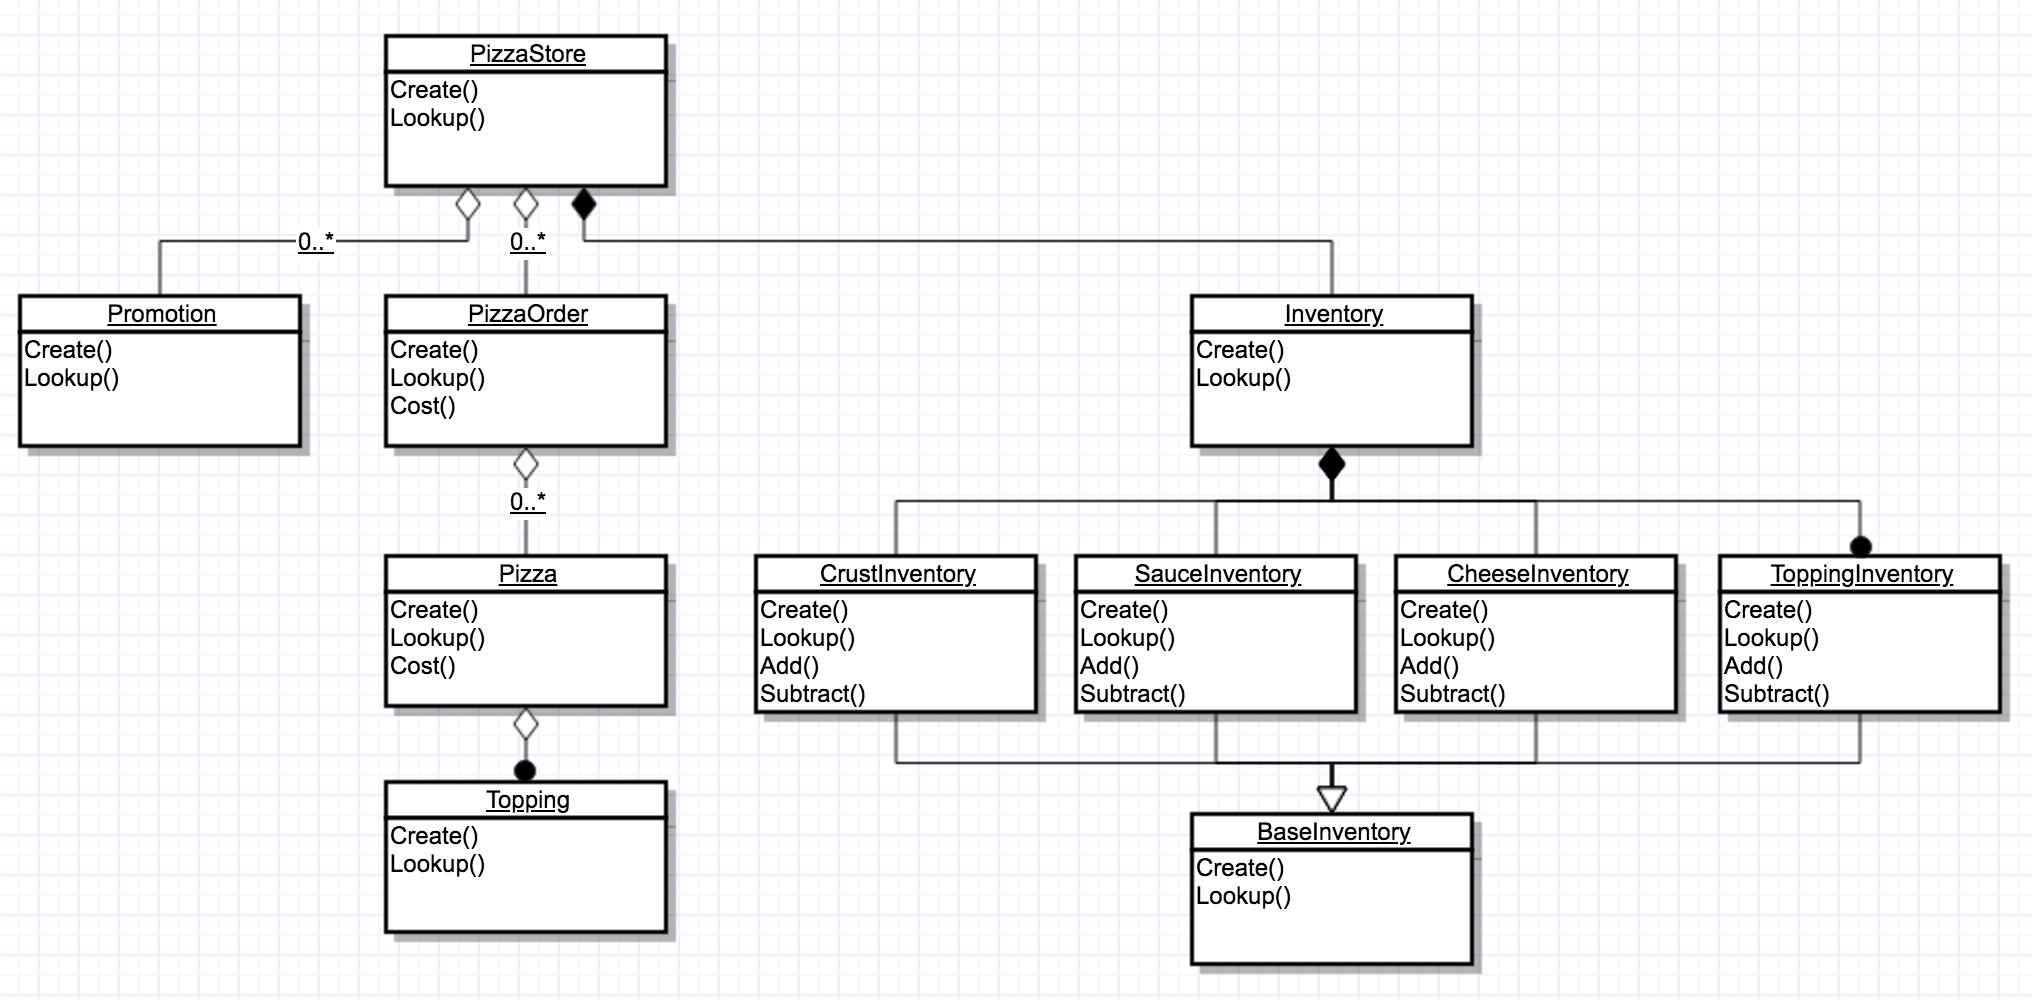 PizzaStore
Create()
Lookup()
0..*
0..*
Promotion
Create()
Lookup()
PizzaOrder
Create()
Lookup()
Cost()
Inventory
Create()
Lookup()
0..*
Pizza
Create()
Lookup()
Cost()
CrustInventory
Create()
Lookup()
Add()
Subtract()
SauceInventory
Create()
Lookup()
Add()
Subtract()
CheeseInventory
Create()
Lookup()
Add()
Subtract()
ToppingInventory
Create()
Lookup()
Add()
Subtract()
Topping
Create()
Lookup()
BaseInventory
Create()
Lookup()